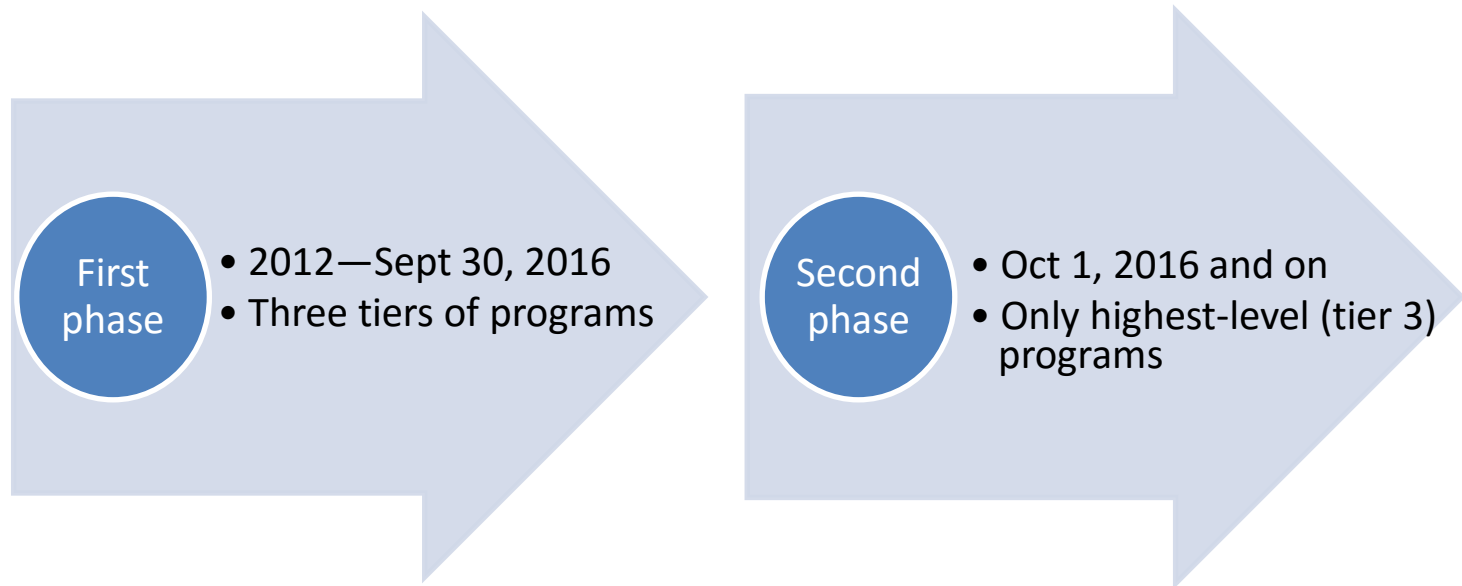 First
phase
• 2012—Sept 30, 2016
• Three tiers of programs
Second
phase
• Oct 1, 2016 and on
• Only highest-level (tier 3)
programs